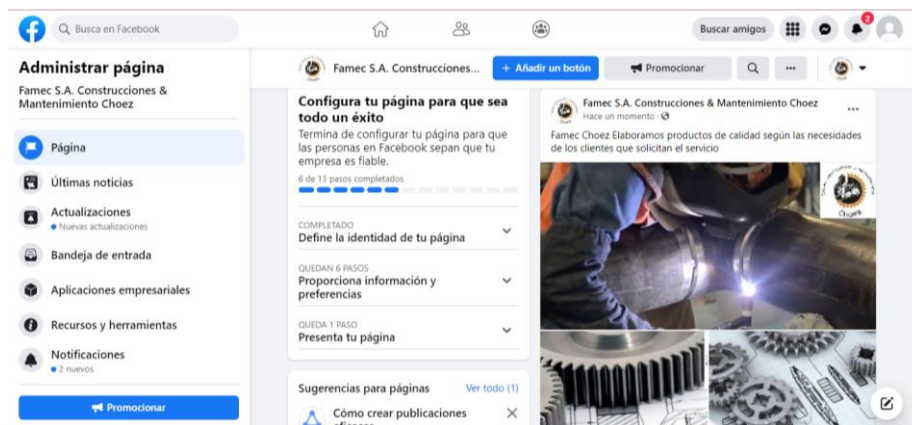 Busca en Facebook
Buscar amigos
2
Administrar página
Famec S.A. Construcciones &
Mantenimiento Choez
Página
Últimas noticias
Actualizaciones
Nuevas actualizaciones
Bandeja de entrada
Aplicaciones empresariales
Recursos y herramientas
Notificaciones
2 nuevos
Promocionar
Famec S.A. Construcciones...
+ Añadir un botón
Promocionar
Configura tu página para que sea
todo un éxito
Termina de configurar tu página para que
las personas en Facebook sepan que tu
empresa es fiable.
6 de 13 pasos completados
COMPLETADO
Define la identidad de tu página
QUEDAN 6 PASOS
Proporciona información y
preferencias
QUEDA 1 PASO
Presenta tu página
Sugerencias para páginas
Ver todo (1)
Cómo crear publicaciones
eficaces
Famec S.A. Construcciones & Mantenimiento Choez
Hace un momento
Famec Choez Elaboramos productos de calidad según las necesidades
de los clientes que solicitan el servicio